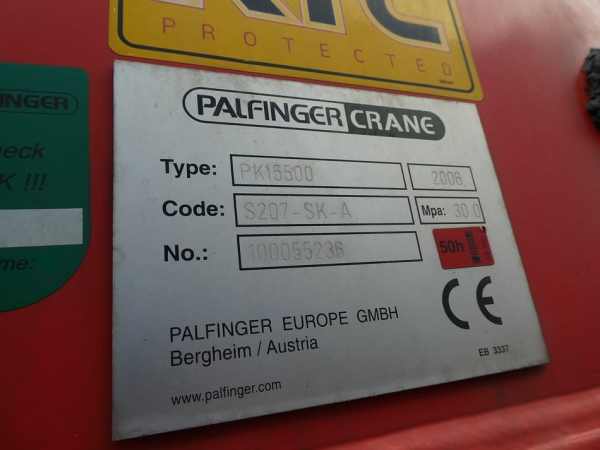 PROTECTED
PALFINGER CRANE
Type: PK15500 2006
Code: S207-SK-A Mpa: 30.0
No.: 100055236
50h
PALFINGER EUROPE GMBH
Bergheim / Austria
CE
EB 3337
www.palfinger.com
!!!